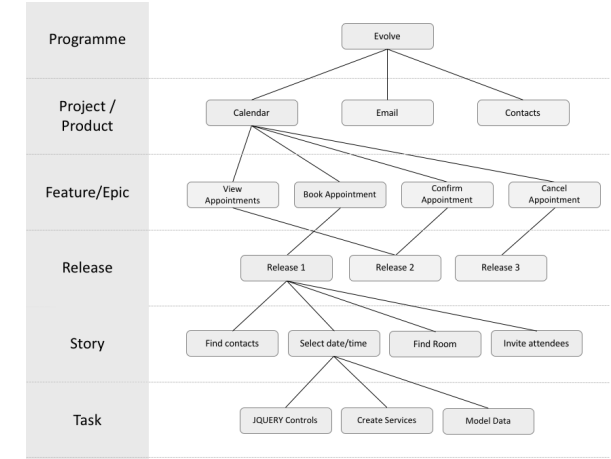 Programme
Evolve
Project /
Product
Calendar
Email
Contacts
Feature/Epic
View
Appointments
Book Appointment
Confirm
Appointment
Cancel
Appointment
Release
Release 1
Release 2
Release 3
Story
Find contacts
Select date/time
Find Room
Invite attendees
Task
JQUERY Controls
Create Services
Model Data